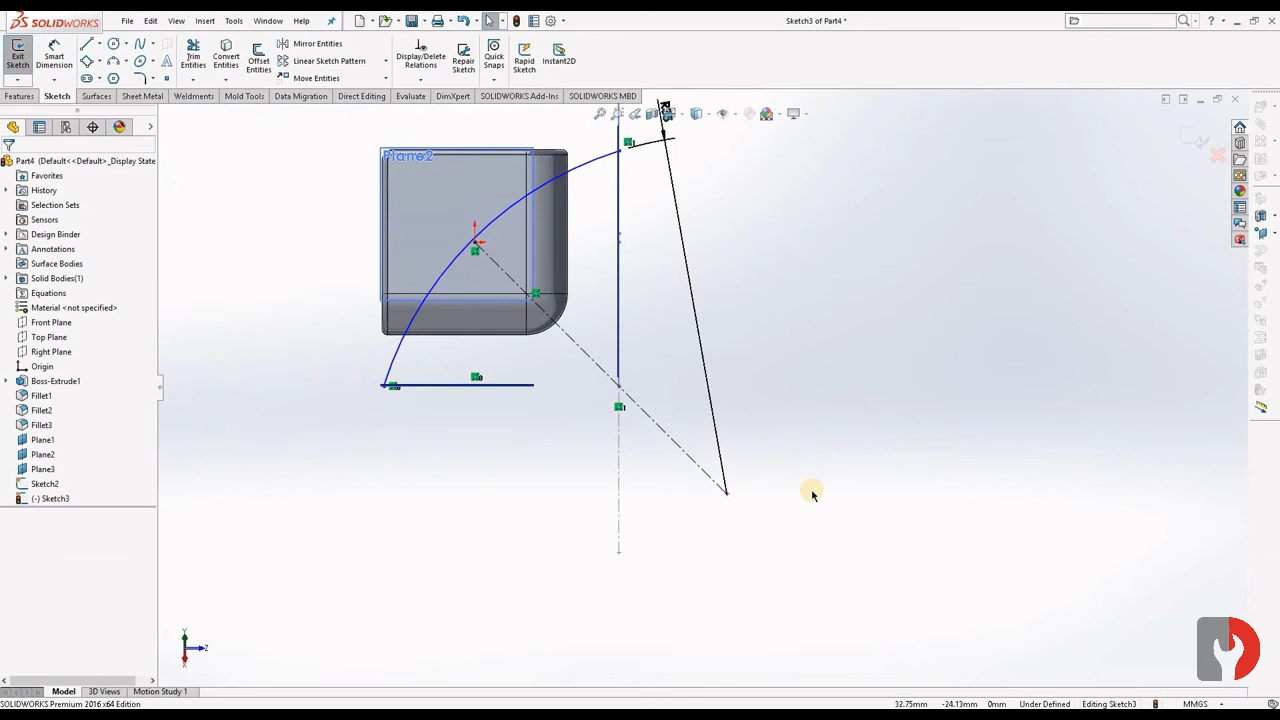 SOLIDWORKS
File Edit View Insert Tools Window Help
Sketch3 of Part4 *
Exit Sketch
Smart Dimension
Trim Entities
Convert Entities
Offset Entities
Mirror Entities
Linear Sketch Pattern
Move Entities
Display/Delete Relations
Repair Sketch
Quick Snaps
Rapid Sketch
Instant2D
Features Sketch Surfaces Sheet Metal Weldments Mold Tools Data Migration Direct Editing Evaluate DimXpert SOLIDWORKS Add-Ins SOLIDWORKS MBD
Part4 (Default<<Default>_Display State
Favorites
History
Selection Sets
Sensors
Design Binder
Annotations
Surface Bodies
Solid Bodies(1)
Equations
Material <not specified>
Front Plane
Top Plane
Right Plane
Origin
Boss-Extrude1
Fillet1
Fillet2
Fillet3
Plane1
Plane2
Plane3
Sketch2
(-) Sketch3
Plane2
Y
Z
X
Model 3D Views Motion Study 1
SOLIDWORKS Premium 2016 x64 Edition
32.75mm -24.13mm 0mm Under Defined Editing Sketch3 MMGS